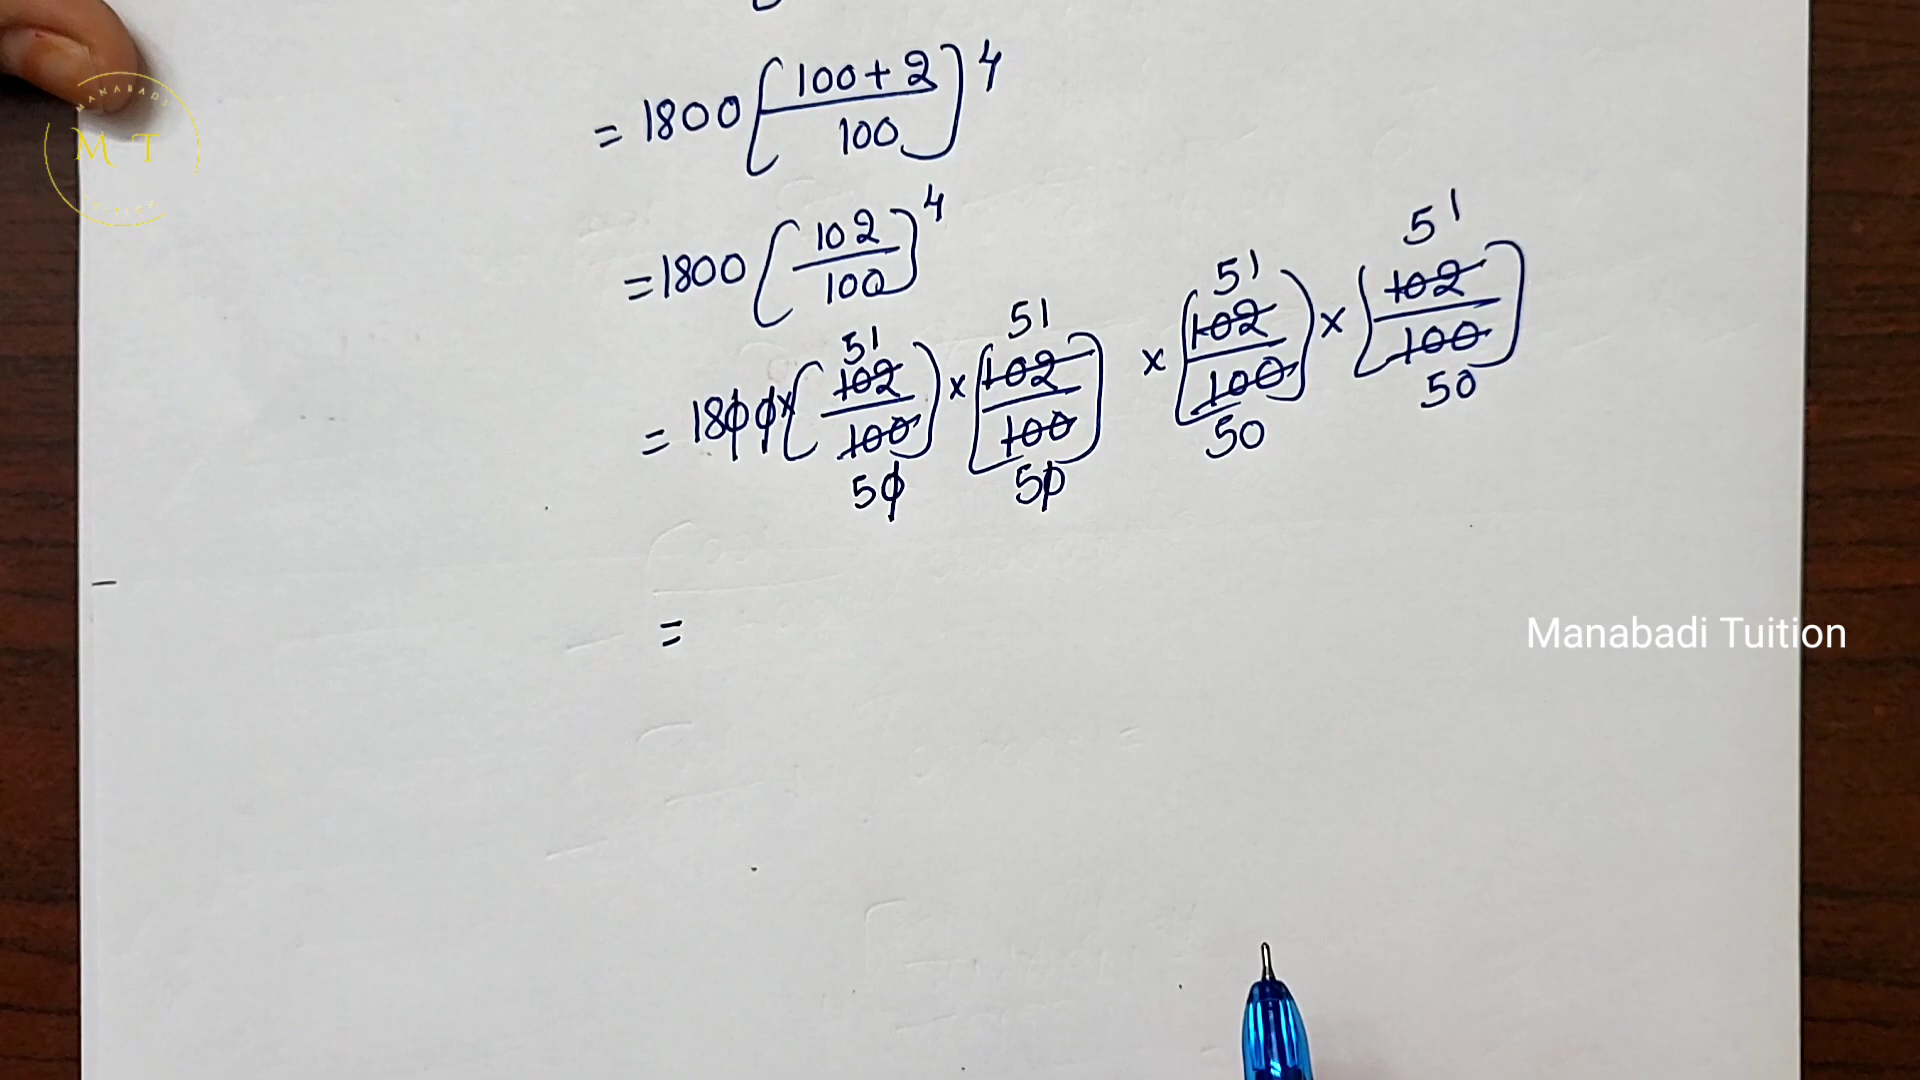 = 1800 [(100+2)/100]^4
MANABADI
M T
= 1800 (102/100)^4
51 51 51 51
= 1800 x (102/100) x (102/100) x (102/100) x (102/100)
50 50 50 50
=
Manabadi Tuition